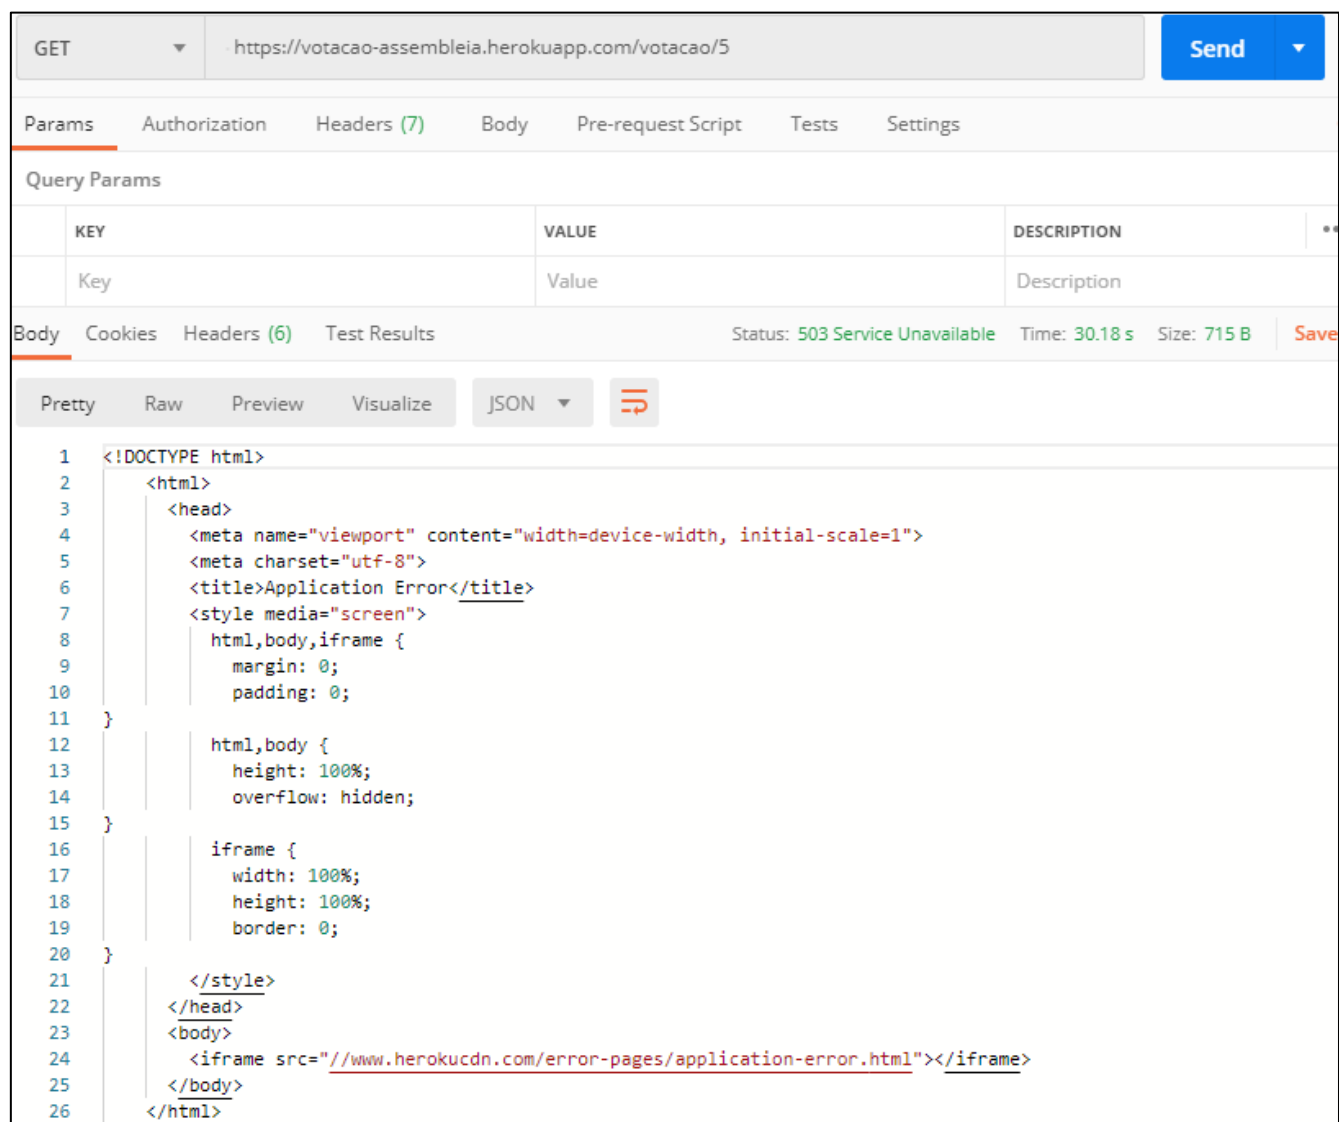 GET https://votacao-assembleia.herokuapp.com/votacao/5 Send
Params Authorization Headers (7) Body Pre-request Script Tests Settings
Query Params
KEY VALUE DESCRIPTION
Key Value Description
Body Cookies Headers (6) Test Results Status: 503 Service Unavailable Time: 30.18 s Size: 715 B Save
Pretty Raw Preview Visualize JSON
1 <!DOCTYPE html>
2 <html>
3 <head>
4 <meta name="viewport" content="width=device-width, initial-scale=1">
5 <meta charset="utf-8">
6 <title>Application Error</title>
7 <style media="screen">
8 html,body,iframe {
9 margin: 0;
10 padding: 0;
11 }
12 html,body {
13 height: 100%;
14 overflow: hidden;
15 }
16 iframe {
17 width: 100%;
18 height: 100%;
19 border: 0;
20 }
21 </style>
22 </head>
23 <body>
24 <iframe src="//www.herokucdn.com/error-pages/application-error.html"></iframe>
25 </body>
26 </html>